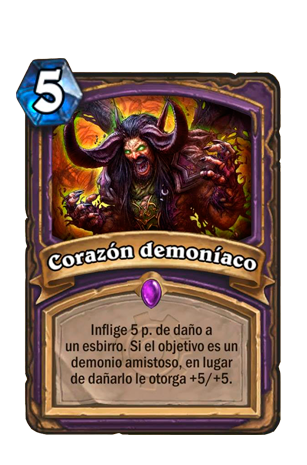 5
Corazón demoníaco
Inflige 5 p. de daño a
un esbirro. Si el objetivo es un
demonio amistoso, en lugar
de dañarlo le otorga +5/+5.